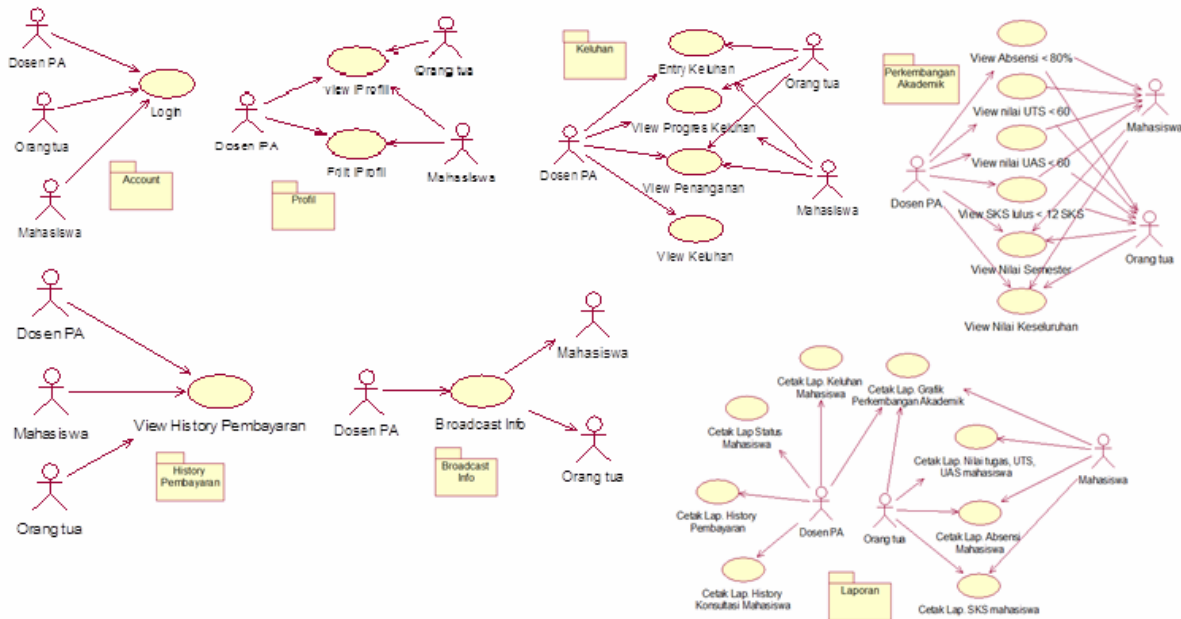 Dosen PA
Orang tua
Mahasiswa
Login
Account
Dosen PA
view Profil
Edit Profil
Orang tua
Mahasiswa
Profil
Keluhan
Dosen PA
Entry Keluhan
View Progres Keluhan
View Penanganan
View Keluhan
Orang tua
Mahasiswa
Perkembangan
Akademik
Dosen PA
View Absensi < 80%
View nilai UTS < 60
View nilai UAS < 60
View SKS lulus < 12 SKS
View Nilai Semester
View Nilai Keseluruhan
Mahasiswa
Orang tua
Dosen PA
Mahasiswa
Orang tua
View History Pembayaran
History
Pembayaran
Dosen PA
Broadcast Info
Mahasiswa
Orang tua
Broadcast
Info
Cetak Lap. Keluhan
Mahasiswa
Cetak Lap. Grafik
Perkembangan Akademik
Cetak Lap Status
Mahasiswa
Cetak Lap. Nilai tugas, UTS,
UAS mahasiswa
Mahasiswa
Cetak Lap. History
Pembayaran
Dosen PA
Orang tua
Cetak Lap. Absensi
Mahasiswa
Cetak Lap. History
Konsultasi Mahasiswa
Laporan
Cetak Lap. SKS mahasiswa